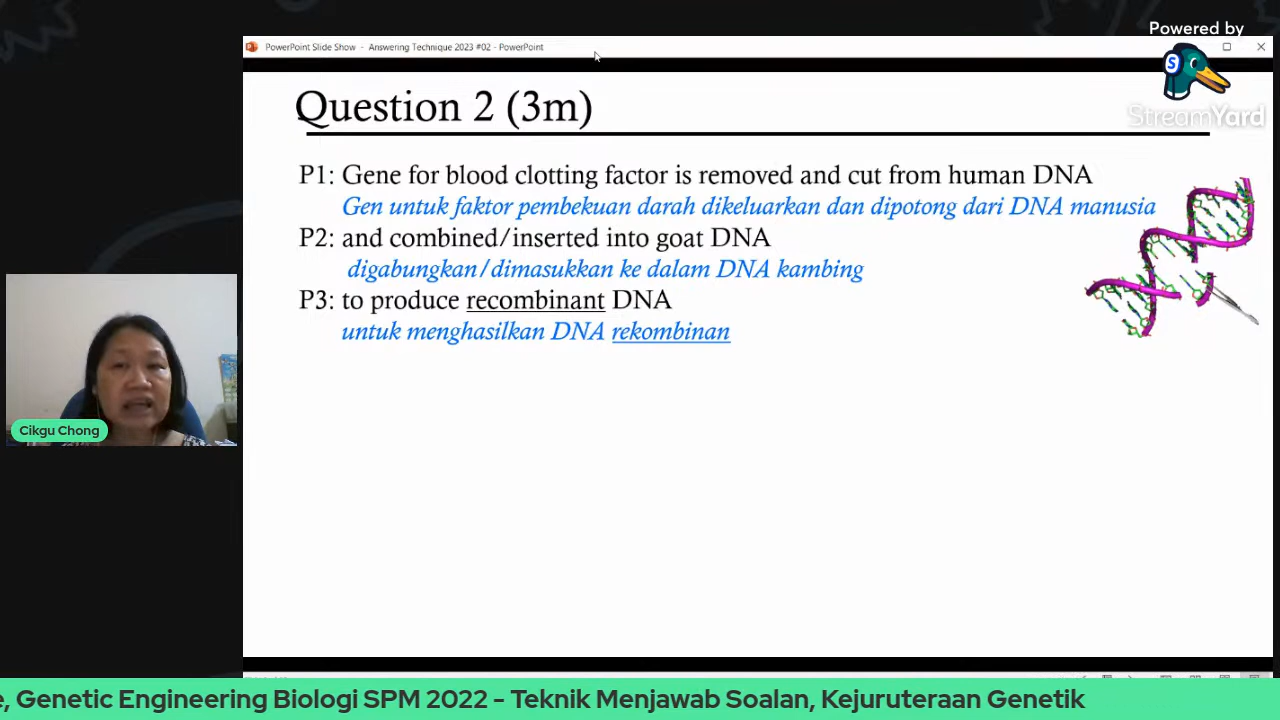 Powered by
StreamYard
PowerPoint Slide Show - Answering Technique 2023 #02 - PowerPoint
Question 2 (3m)
P1: Gene for blood clotting factor is removed and cut from human DNA
Gen untuk faktor pembekuan darah dikeluarkan dan dipotong dari DNA manusia
P2: and combined/inserted into goat DNA
digabungkan/dimasukkan ke dalam DNA kambing
P3: to produce recombinant DNA
untuk menghasilkan DNA rekombinan
Cikgu Chong
e, Genetic Engineering Biologi SPM 2022 - Teknik Menjawab Soalan, Kejuruteraan Genetik